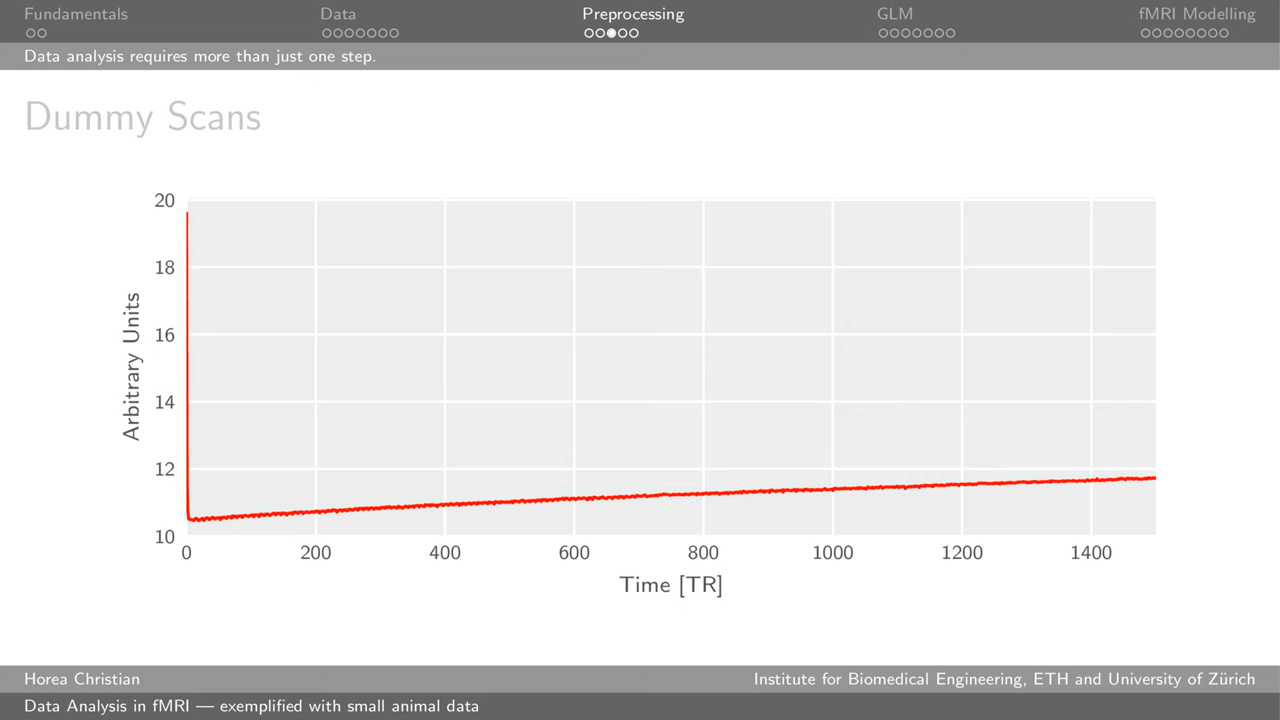 Fundamentals Data Preprocessing GLM fMRI Modelling
Data analysis requires more than just one step.
Dummy Scans
20
18
16
14
12
10
Arbitrary Units
0 200 400 600 800 1000 1200 1400
Time [TR]
Horea Christian Institute for Biomedical Engineering, ETH and University of Zürich
Data Analysis in fMRI — exemplified with small animal data